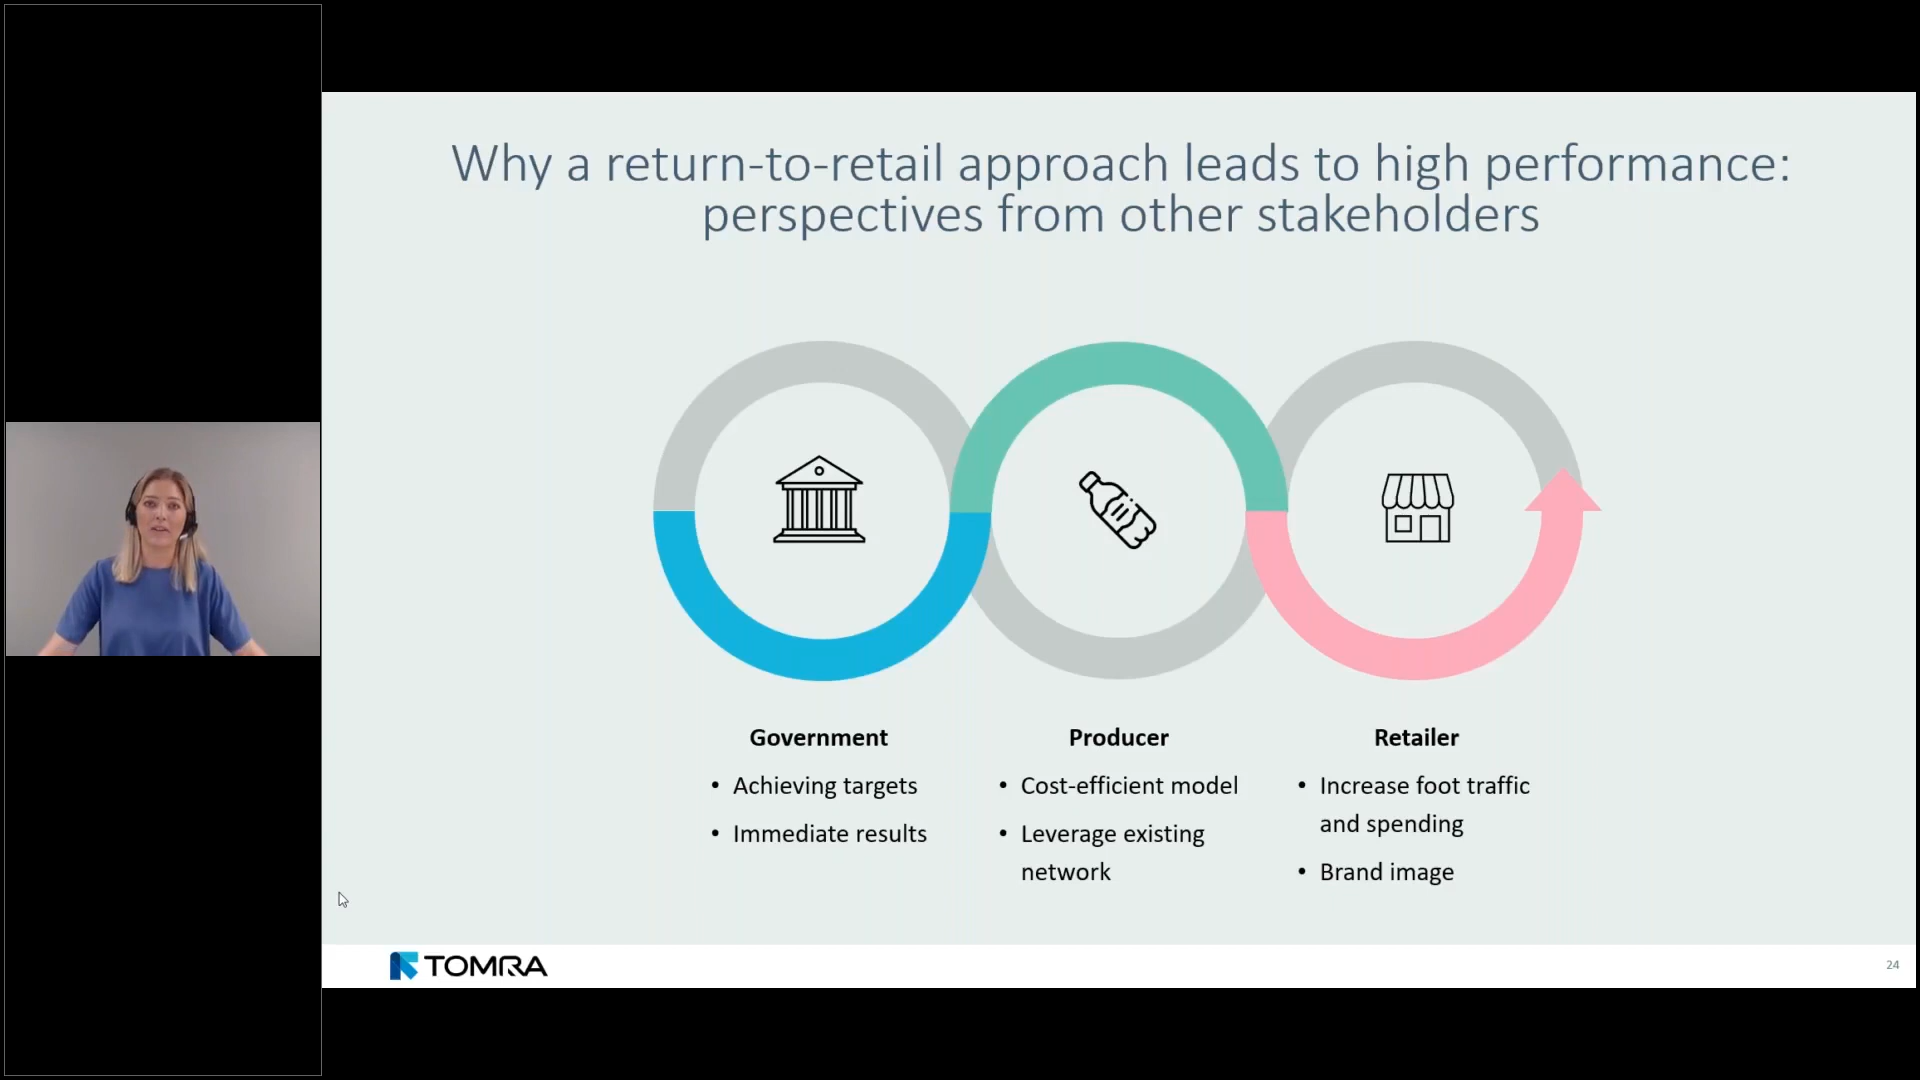 Why a return-to-retail approach leads to high performance:
perspectives from other stakeholders
Government
• Achieving targets
• Immediate results
Producer
• Cost-efficient model
• Leverage existing
network
Retailer
• Increase foot traffic
and spending
• Brand image
TOMRA
24